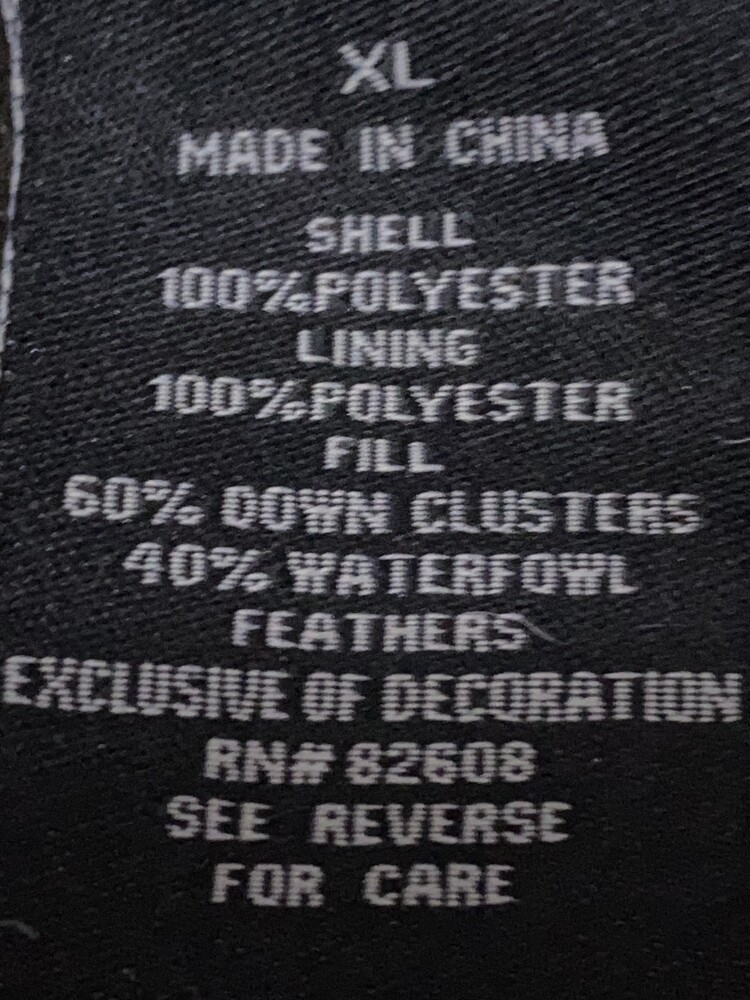 XL
MADE IN CHINA
SHELL
100%POLYESTER
LINING
100%POLYESTER
FILL
60% DOWN CLUSTERS
40% WATERFOWL
FEATHERS
EXCLUSIVE OF DECORATION
RN# 82608
SEE REVERSE
FOR CARE